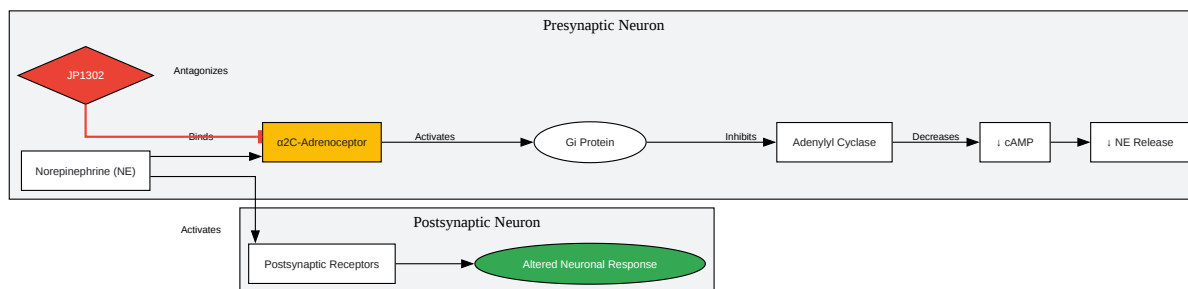 Presynaptic Neuron
JP1302
Antagonizes
Binds
α2C-Adrenoceptor
Activates
Gi Protein
Inhibits
Adenylyl Cyclase
Decreases
↓ cAMP
↓ NE Release
Norepinephrine (NE)
Activates
Postsynaptic Neuron
Postsynaptic Receptors
Altered Neuronal Response